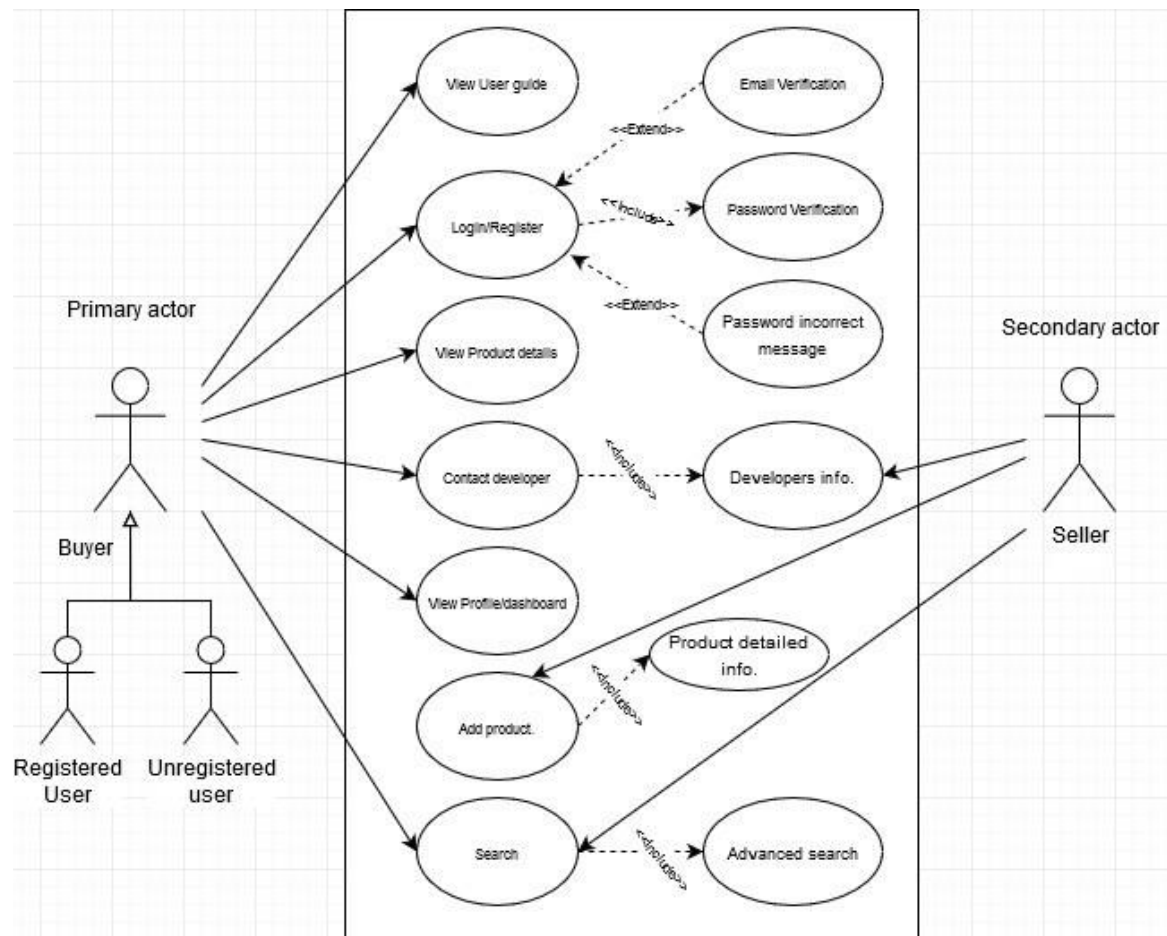 View User guide
Email Verification
<<Extend>>
Login/Register
<<Include>>
Password Verification
<<Extend>>
Password incorrect
message
Primary actor
Secondary actor
View Product details
Contact developer
<<Include>>
Developers info.
Buyer
Seller
View Profile/dashboard
Product detailed
info.
<<Include>>
Add product.
Registered
User
Unregistered
user
Search
<<Include>>
Advanced search